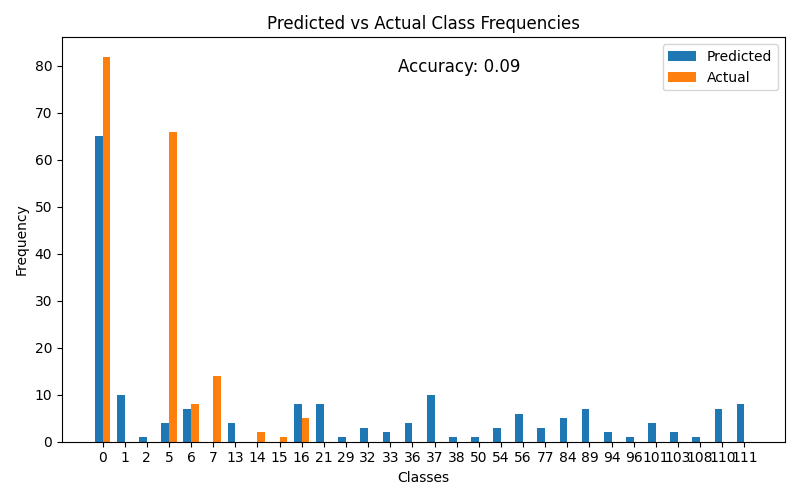 Predicted vs Actual Class Frequencies
Accuracy: 0.09
Predicted
Actual
80
70
60
50
40
30
20
10
0
Frequency
0 1 2 5 6 7 13 14 15 16 21 29 32 33 36 37 38 50 54 56 77 84 89 94 96 101 103 108 110 111
Classes